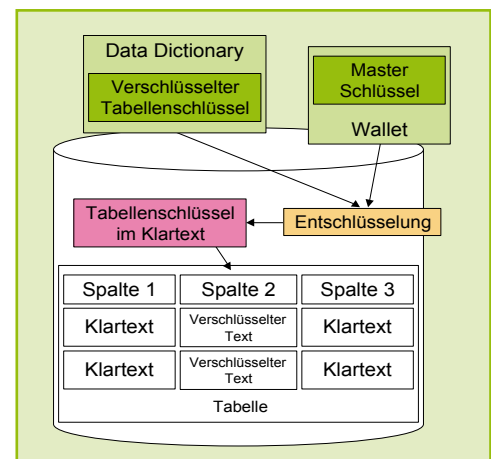 Data Dictionary
Verschlüsselter
Tabellenschlüssel
Master
Schlüssel
Wallet
Tabellenschlüssel
im Klartext
Entschlüsselung
Spalte 1
Spalte 2
Spalte 3
Klartext
Verschlüsselter
Text
Klartext
Klartext
Verschlüsselter
Text
Klartext
Tabelle